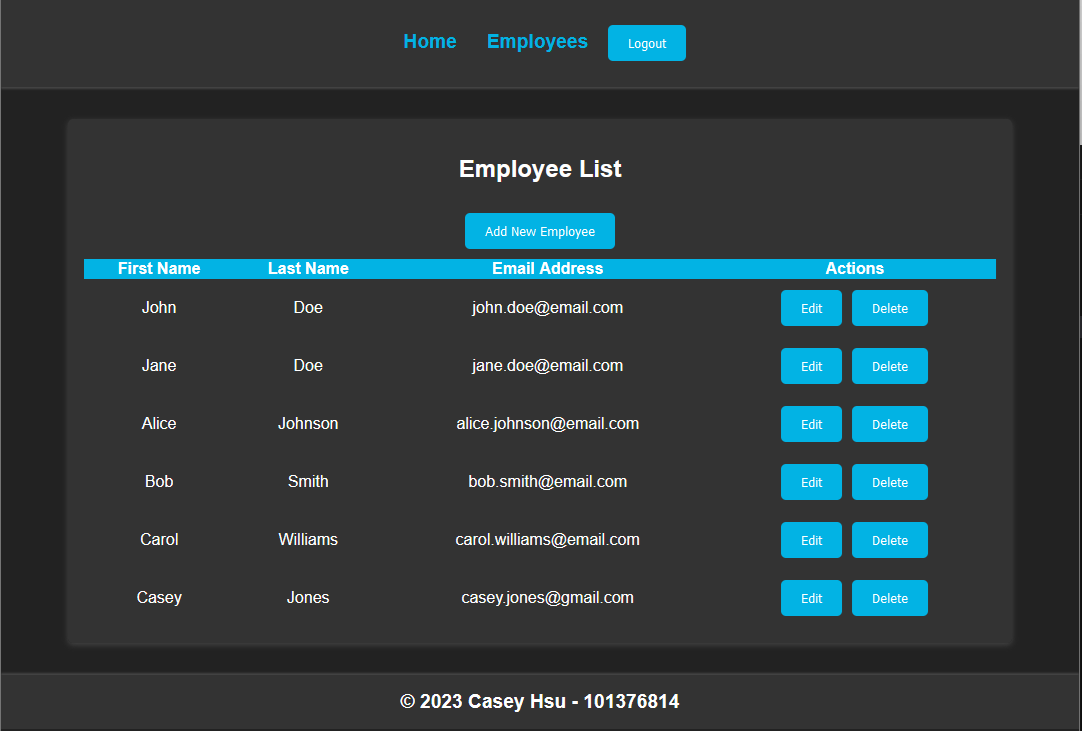 Home Employees Logout
Employee List
Add New Employee
First Name Last Name Email Address Actions
John Doe john.doe@email.com Edit Delete
Jane Doe jane.doe@email.com Edit Delete
Alice Johnson alice.johnson@email.com Edit Delete
Bob Smith bob.smith@email.com Edit Delete
Carol Williams carol.williams@email.com Edit Delete
Casey Jones casey.jones@gmail.com Edit Delete
© 2023 Casey Hsu - 101376814